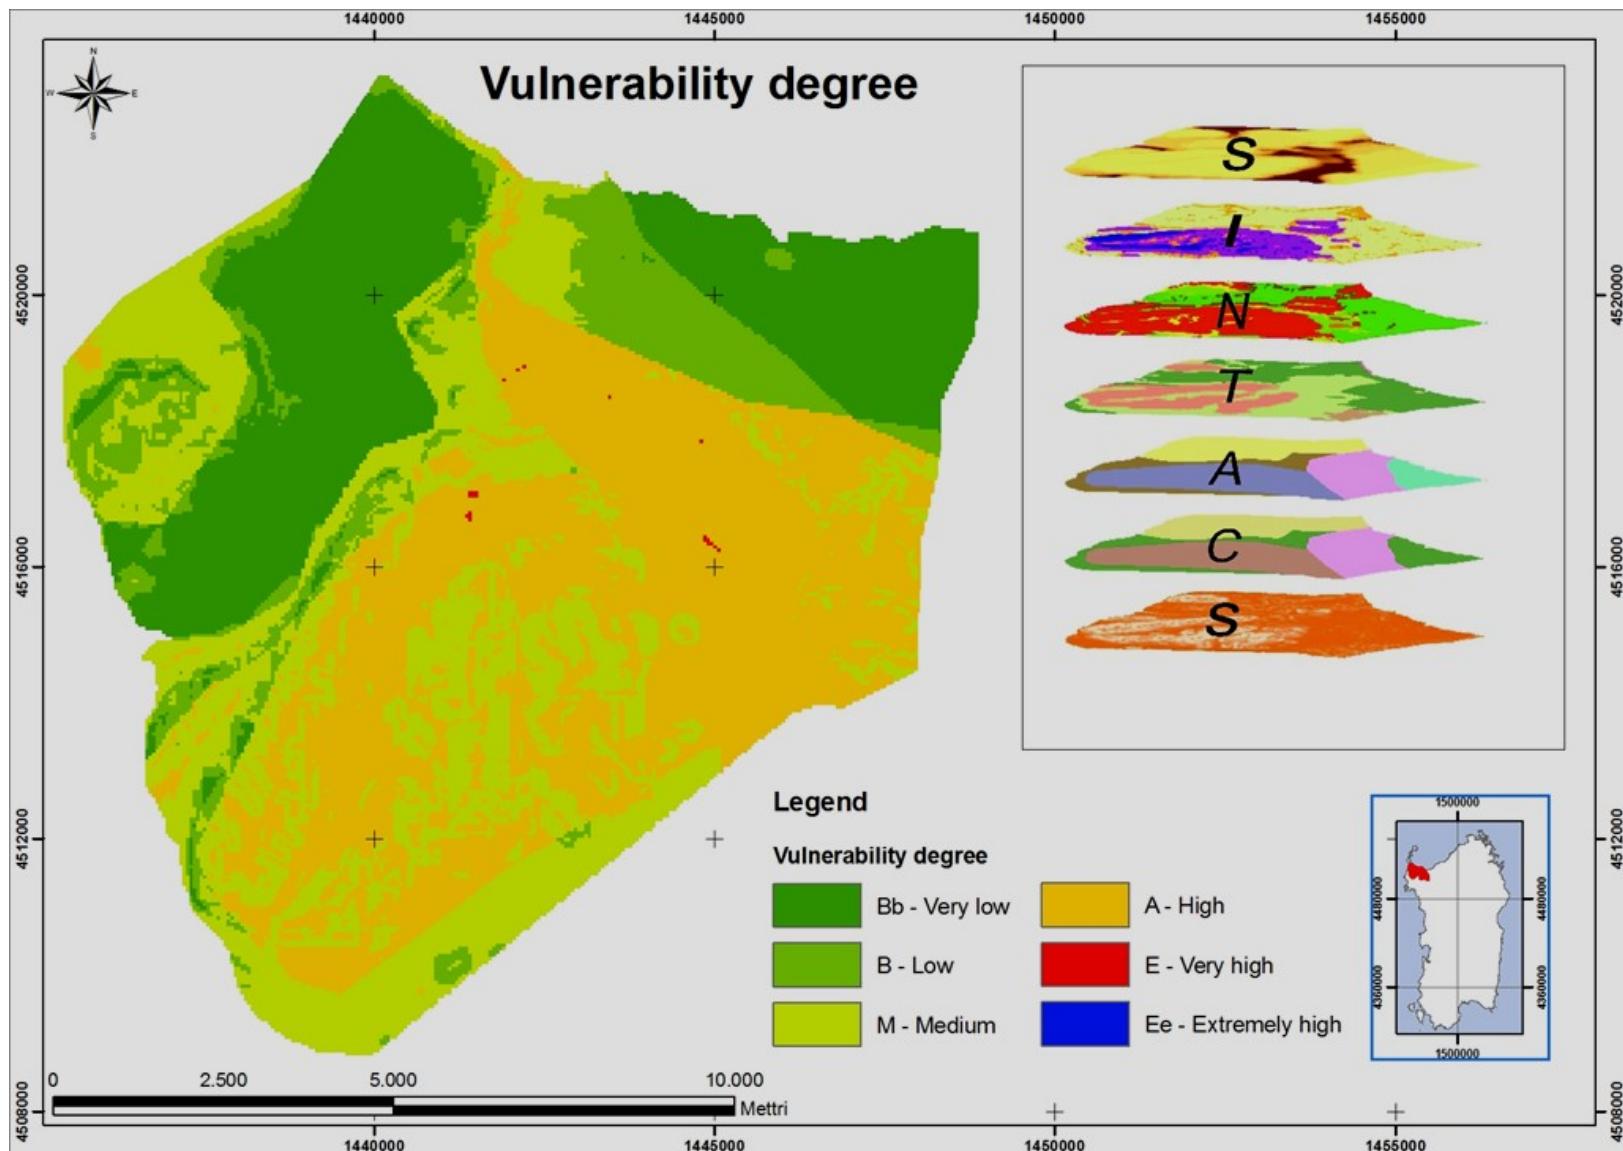 1440000 1445000 1450000 1455000
N
W E
S
Vulnerability degree
S
I
N
T
A
C
S
4520000 4520000
4516000 4516000
4512000 4512000
4508000 4508000
Legend
Vulnerability degree
Bb - Very low
B - Low
M - Medium
A - High
E - Very high
Ee - Extremely high
1500000
4480000 4480000
4360000 4360000
1500000
0 2.500 5.000 10.000
Mettri
1440000 1445000 1450000 1455000